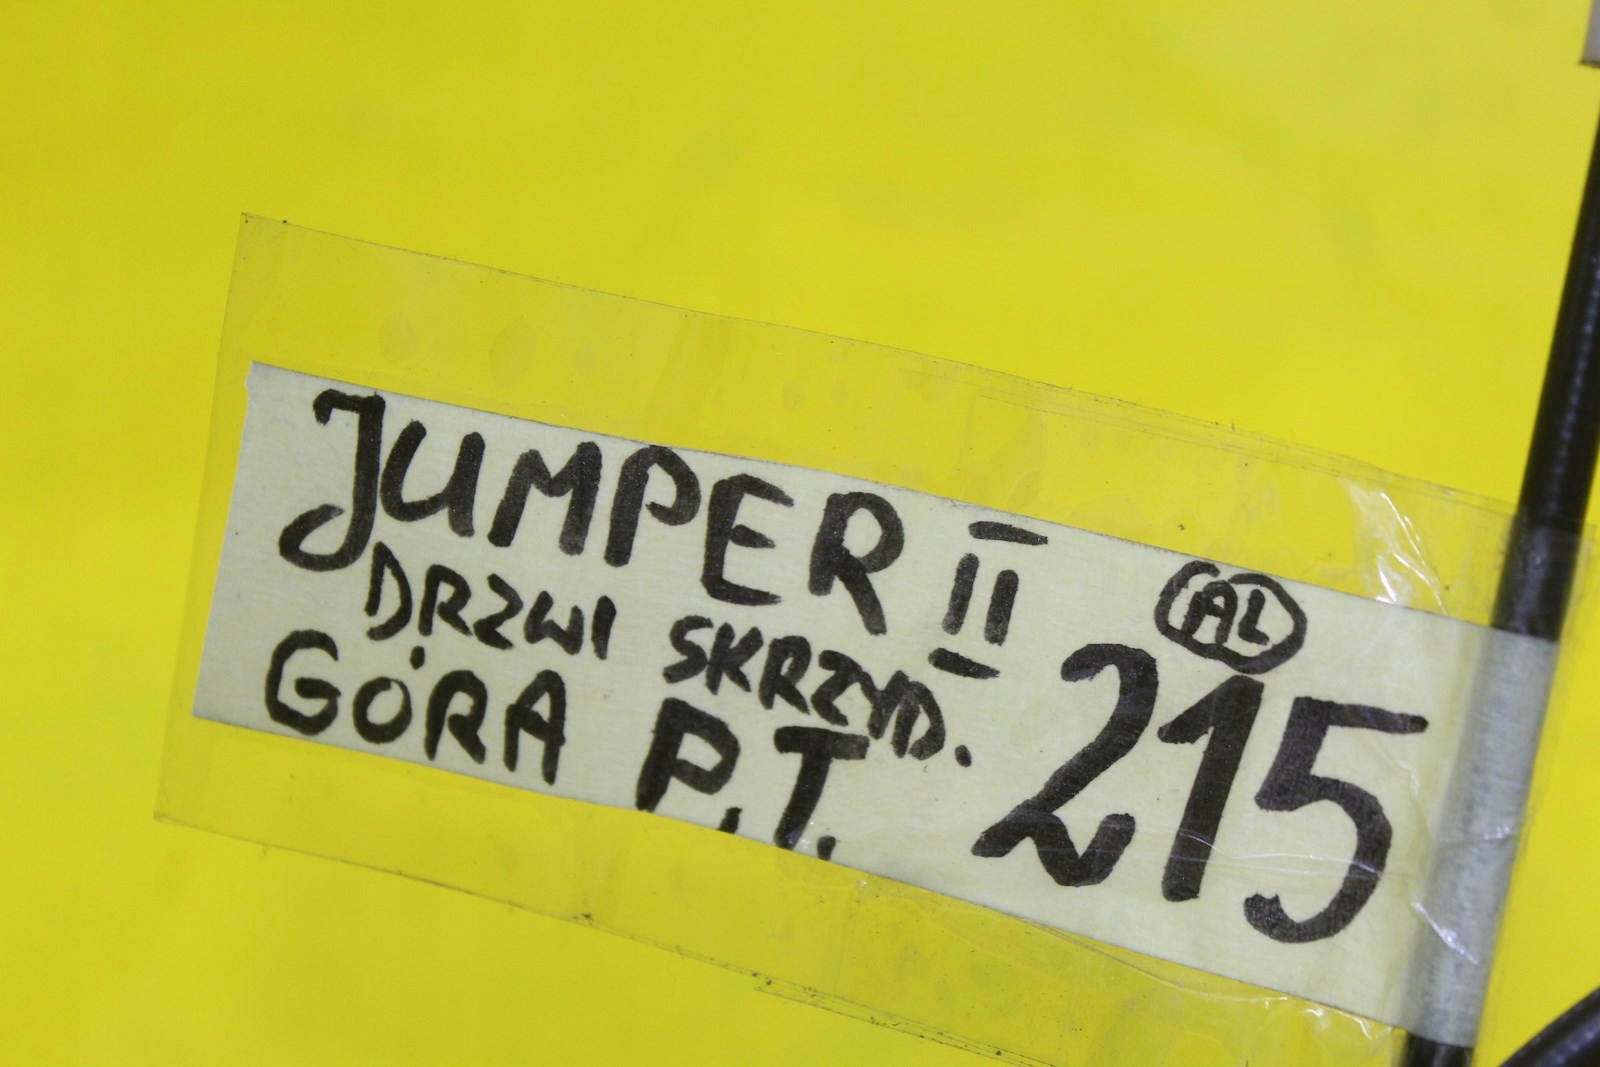 JUMPER II
AL
DRZWI SKRZYD.
GÓRA P.T.
215